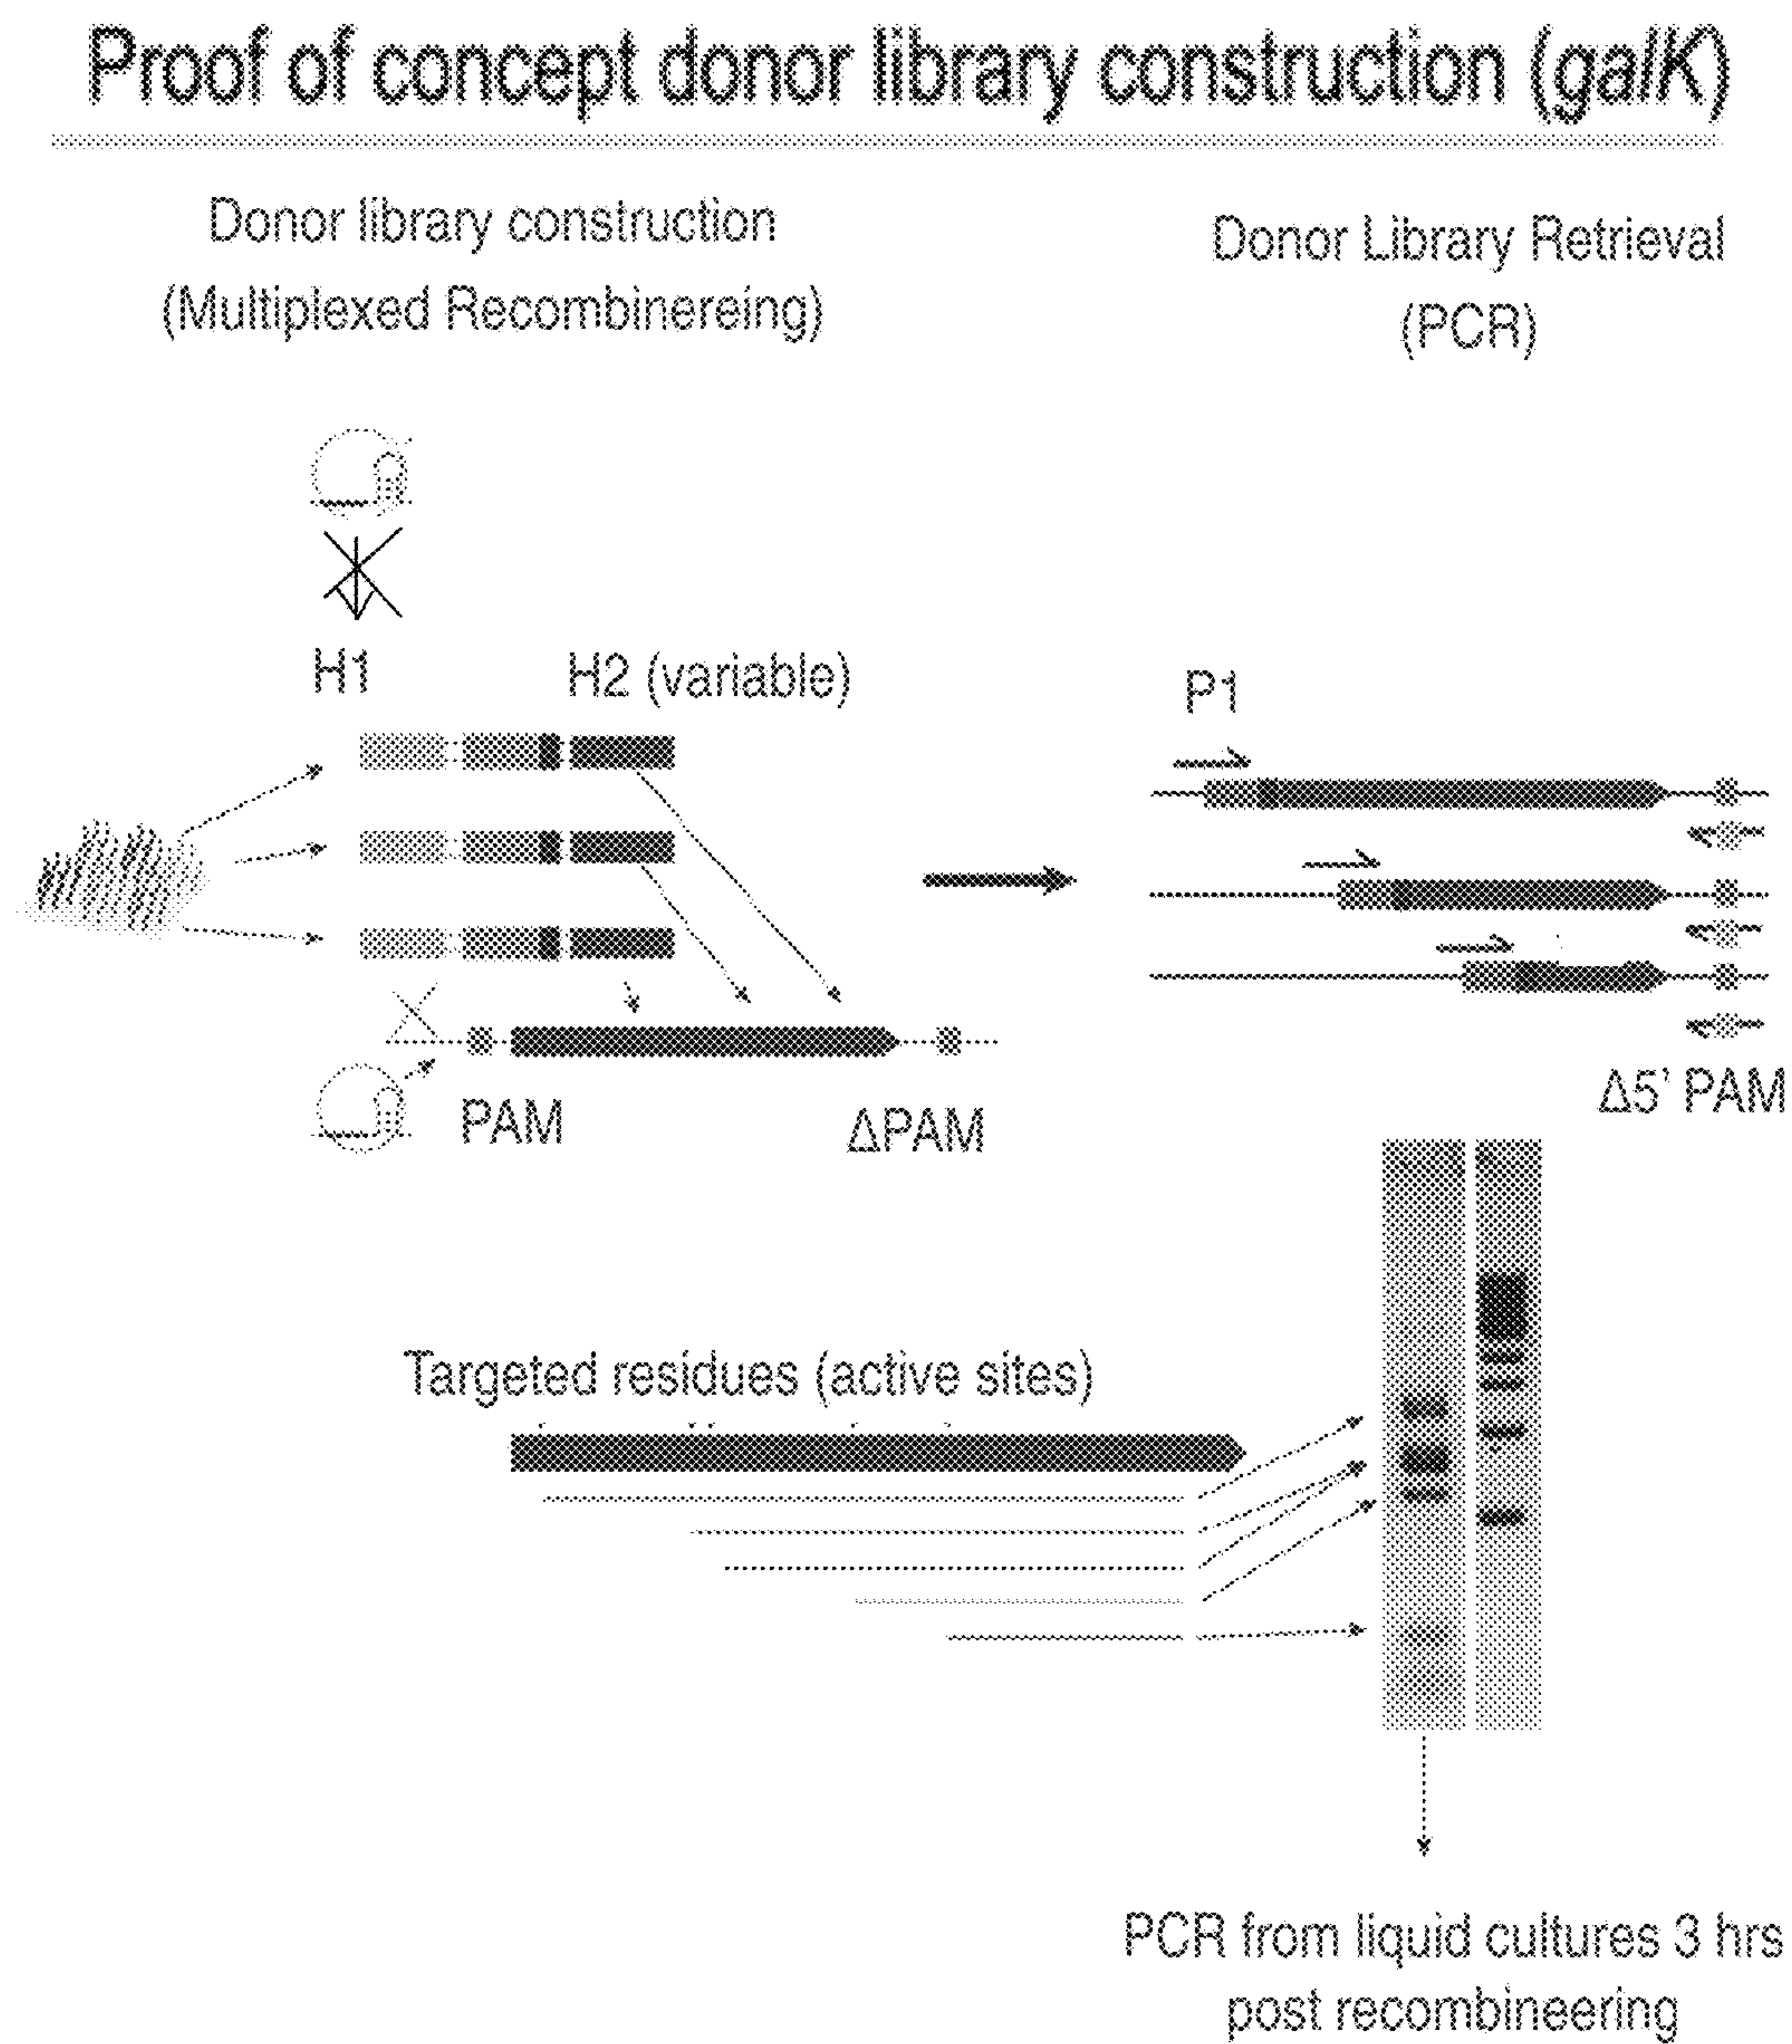 Proof of concept donor library construction (galK)
Donor library construction
(Multiplexed Recombinereing)
Donor Library Retrieval
(PCR)
H1
H2 (variable)
P1
PAM
ΔPAM
Δ5' PAM
Targeted residues (active sites)
PCR from liquid cultures 3 hrs
post recombineering